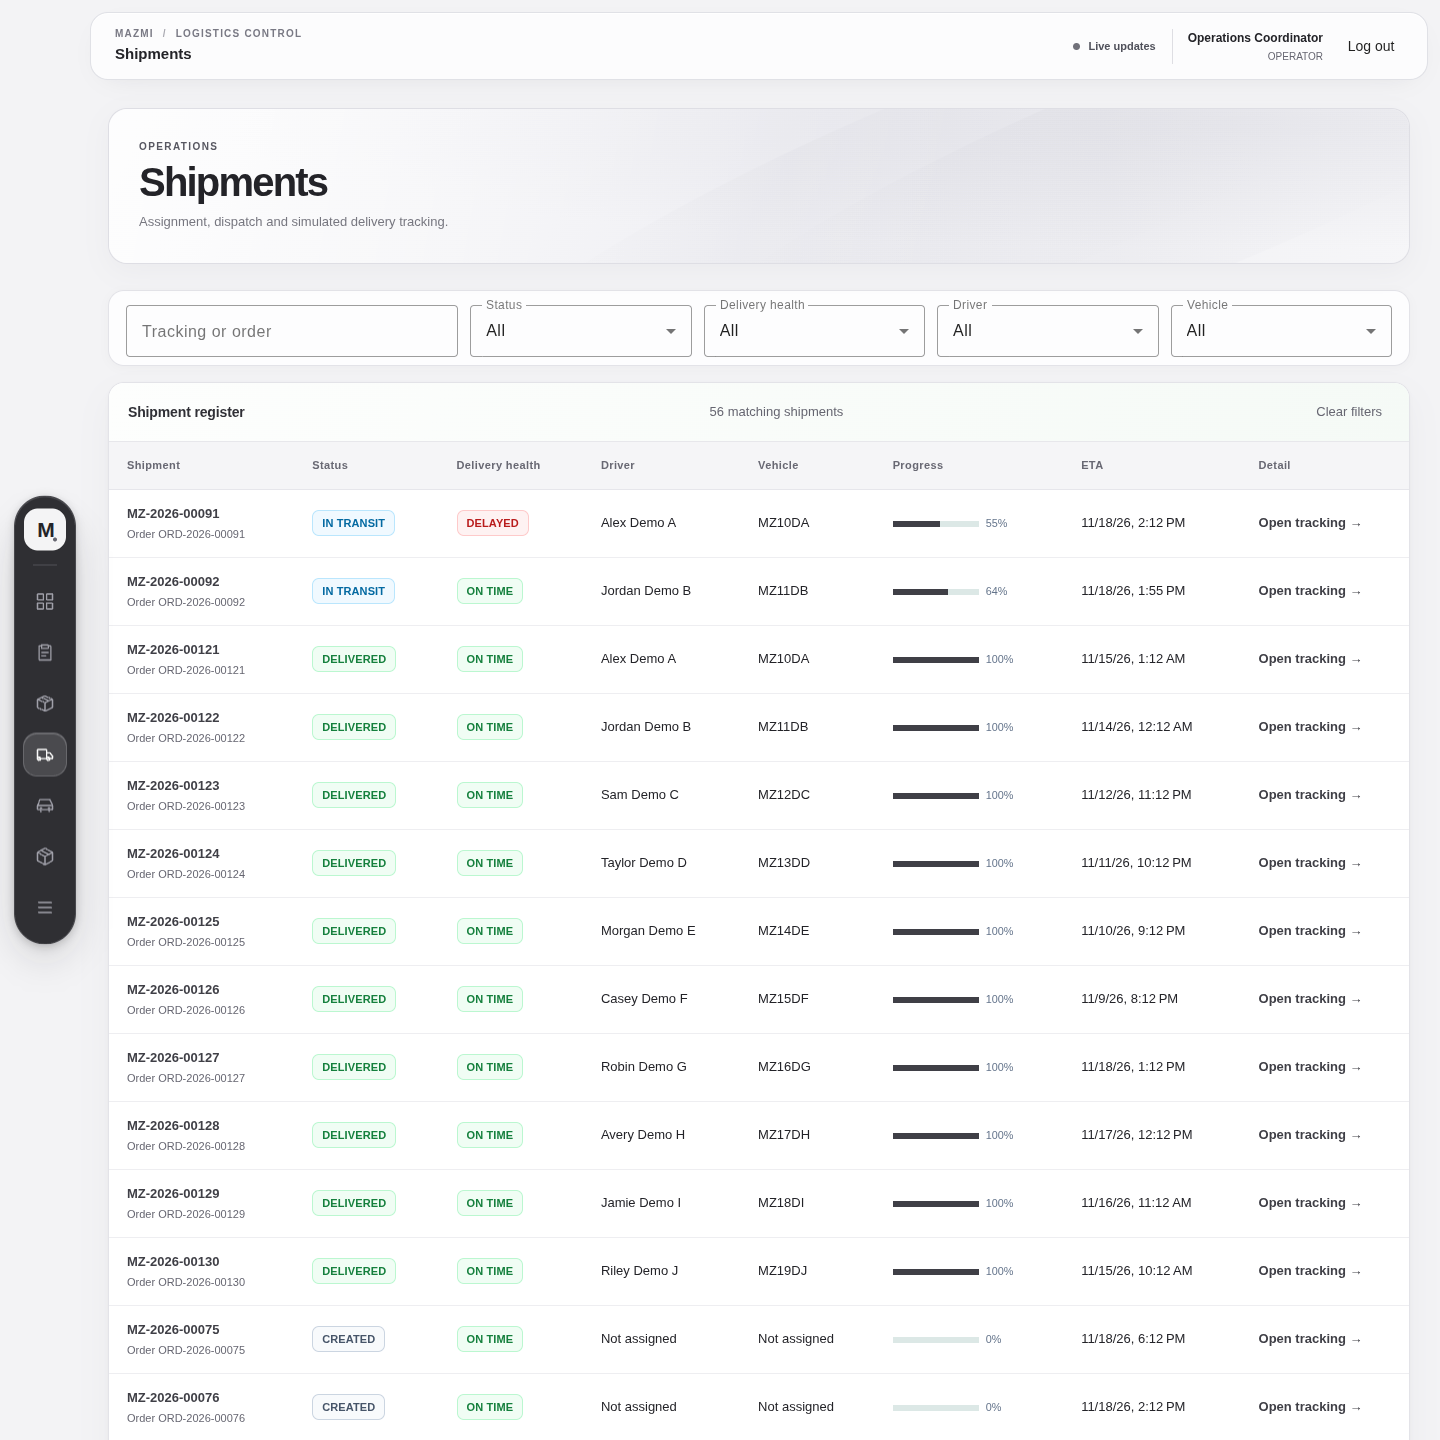 MAZMI / LOGISTICS CONTROL
Shipments
Live updates
Operations Coordinator
OPERATOR
Log out
OPERATIONS
Shipments
Assignment, dispatch and simulated delivery tracking.
Tracking or order
Status
All
Delivery health
All
Driver
All
Vehicle
All
Shipment register
56 matching shipments
Clear filters
M
Shipment Status Delivery health Driver Vehicle Progress ETA Detail
MZ-2026-00091
Order ORD-2026-00091
IN TRANSIT DELAYED Alex Demo A MZ10DA 55% 11/18/26, 2:12 PM Open tracking →
MZ-2026-00092
Order ORD-2026-00092
IN TRANSIT ON TIME Jordan Demo B MZ11DB 64% 11/18/26, 1:55 PM Open tracking →
MZ-2026-00121
Order ORD-2026-00121
DELIVERED ON TIME Alex Demo A MZ10DA 100% 11/15/26, 1:12 AM Open tracking →
MZ-2026-00122
Order ORD-2026-00122
DELIVERED ON TIME Jordan Demo B MZ11DB 100% 11/14/26, 12:12 AM Open tracking →
MZ-2026-00123
Order ORD-2026-00123
DELIVERED ON TIME Sam Demo C MZ12DC 100% 11/12/26, 11:12 PM Open tracking →
MZ-2026-00124
Order ORD-2026-00124
DELIVERED ON TIME Taylor Demo D MZ13DD 100% 11/11/26, 10:12 PM Open tracking →
MZ-2026-00125
Order ORD-2026-00125
DELIVERED ON TIME Morgan Demo E MZ14DE 100% 11/10/26, 9:12 PM Open tracking →
MZ-2026-00126
Order ORD-2026-00126
DELIVERED ON TIME Casey Demo F MZ15DF 100% 11/9/26, 8:12 PM Open tracking →
MZ-2026-00127
Order ORD-2026-00127
DELIVERED ON TIME Robin Demo G MZ16DG 100% 11/18/26, 1:12 PM Open tracking →
MZ-2026-00128
Order ORD-2026-00128
DELIVERED ON TIME Avery Demo H MZ17DH 100% 11/17/26, 12:12 PM Open tracking →
MZ-2026-00129
Order ORD-2026-00129
DELIVERED ON TIME Jamie Demo I MZ18DI 100% 11/16/26, 11:12 AM Open tracking →
MZ-2026-00130
Order ORD-2026-00130
DELIVERED ON TIME Riley Demo J MZ19DJ 100% 11/15/26, 10:12 AM Open tracking →
MZ-2026-00075
Order ORD-2026-00075
CREATED ON TIME Not assigned Not assigned 0% 11/18/26, 6:12 PM Open tracking →
MZ-2026-00076
Order ORD-2026-00076
CREATED ON TIME Not assigned Not assigned 0% 11/18/26, 2:12 PM Open tracking →